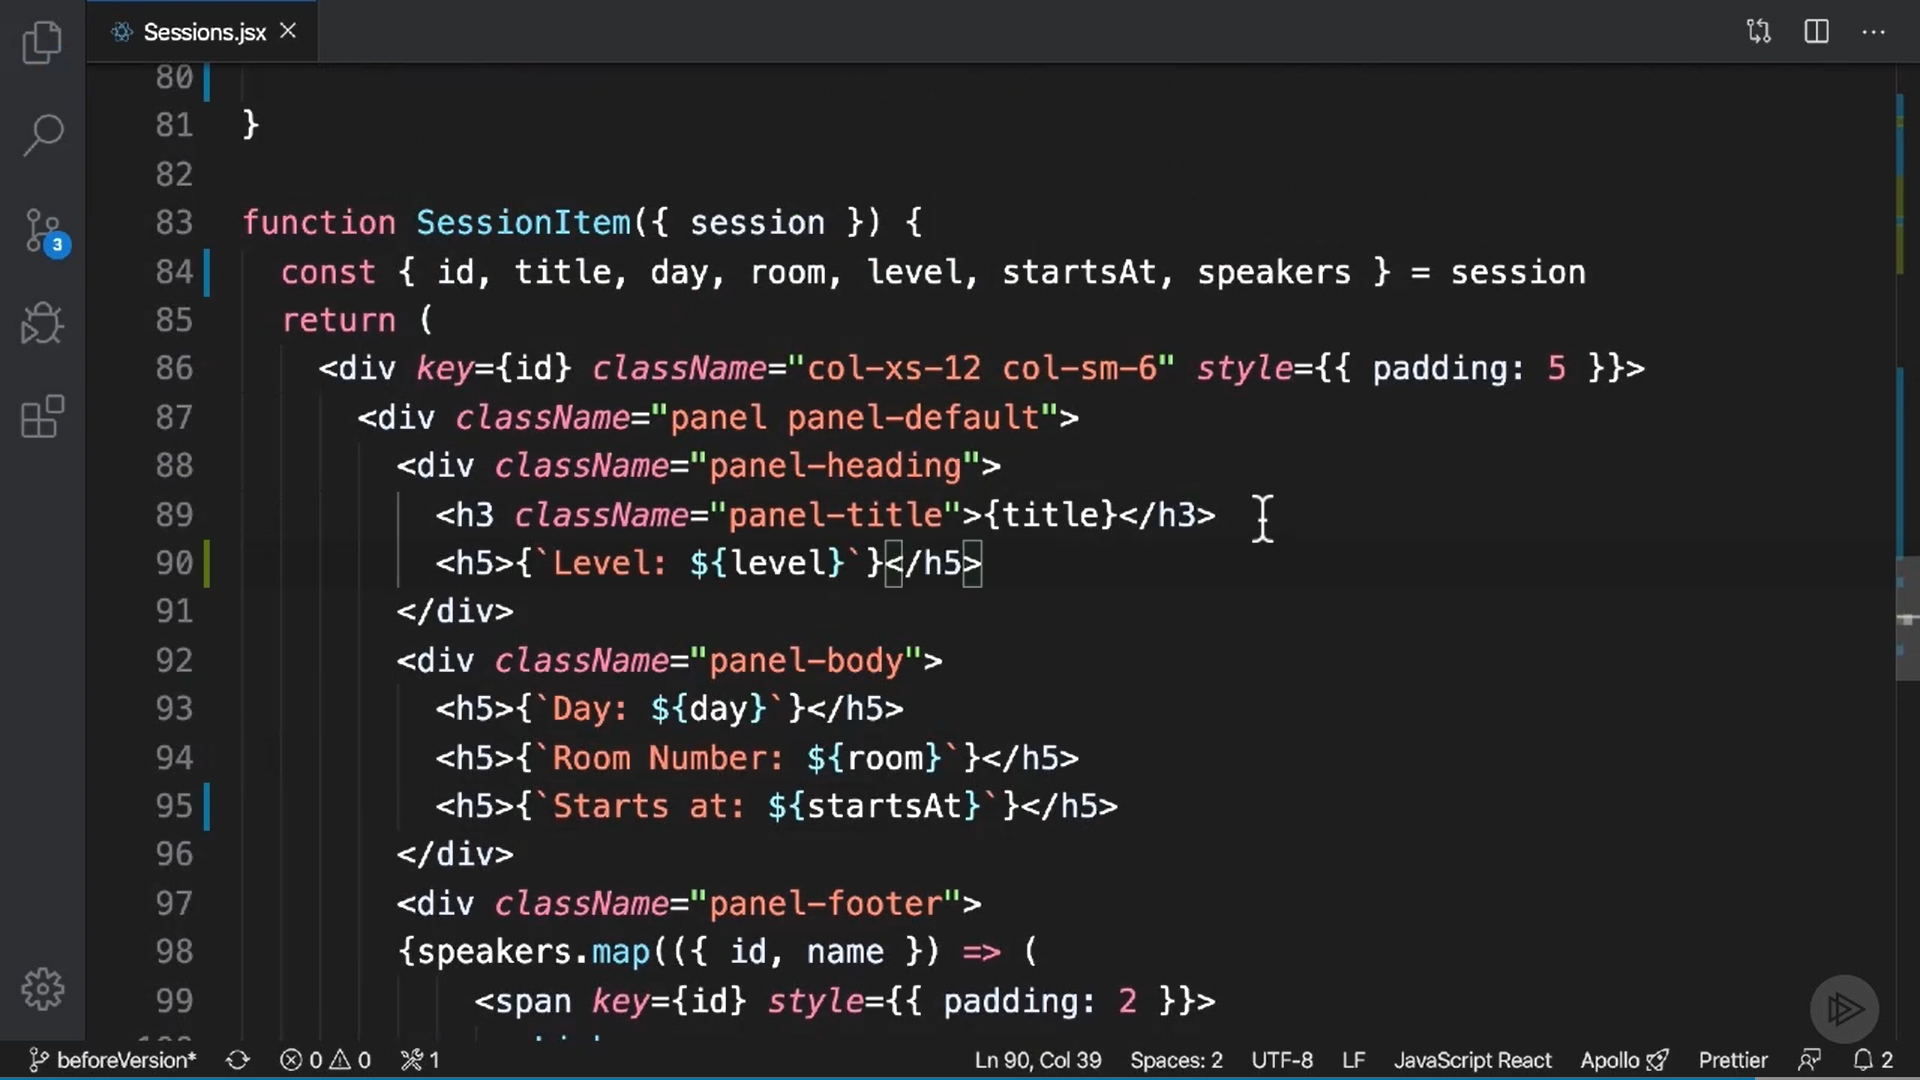 Sessions.jsx
80
81 }
82
83 function SessionItem({ session }) {
84 const { id, title, day, room, level, startsAt, speakers } = session
85 return (
86 <div key={id} className="col-xs-12 col-sm-6" style={{ padding: 5 }}>
87 <div className="panel panel-default">
88 <div className="panel-heading">
89 <h3 className="panel-title">{title}</h3>
90 <h5>{`Level: ${level}`}</h5>
91 </div>
92 <div className="panel-body">
93 <h5>{`Day: ${day}`}</h5>
94 <h5>{`Room Number: ${room}`}</h5>
95 <h5>{`Starts at: ${startsAt}`}</h5>
96 </div>
97 <div className="panel-footer">
98 {speakers.map(({ id, name }) => (
99 <span key={id} style={{ padding: 2 }}>
3
beforeVersion* 0 0 1 Ln 90, Col 39 Spaces: 2 UTF-8 LF JavaScript React Apollo Prettier 2